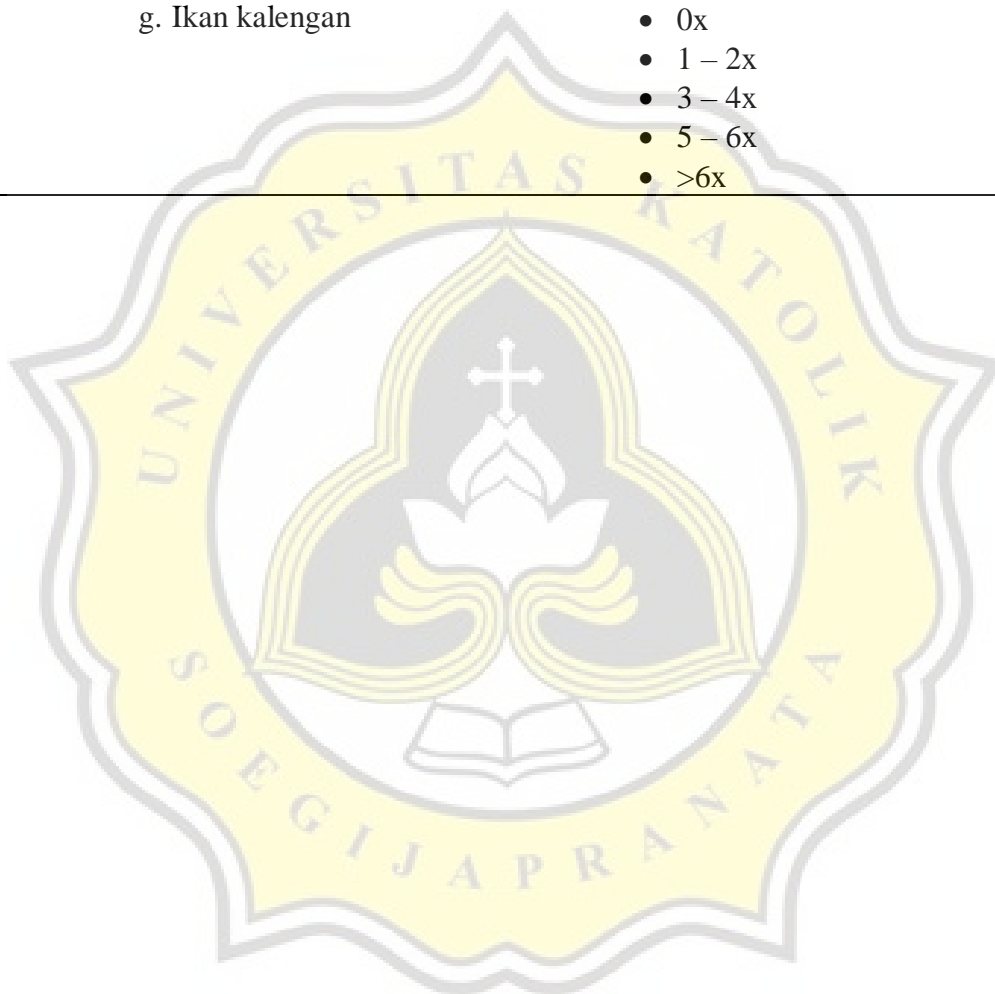 g. Ikan kalengan
• 0x
• 1 – 2x
• 3 – 4x
• 5 – 6x
• >6x
UNIVERSITAS KATOLIK
SOEGIJAPRANATA